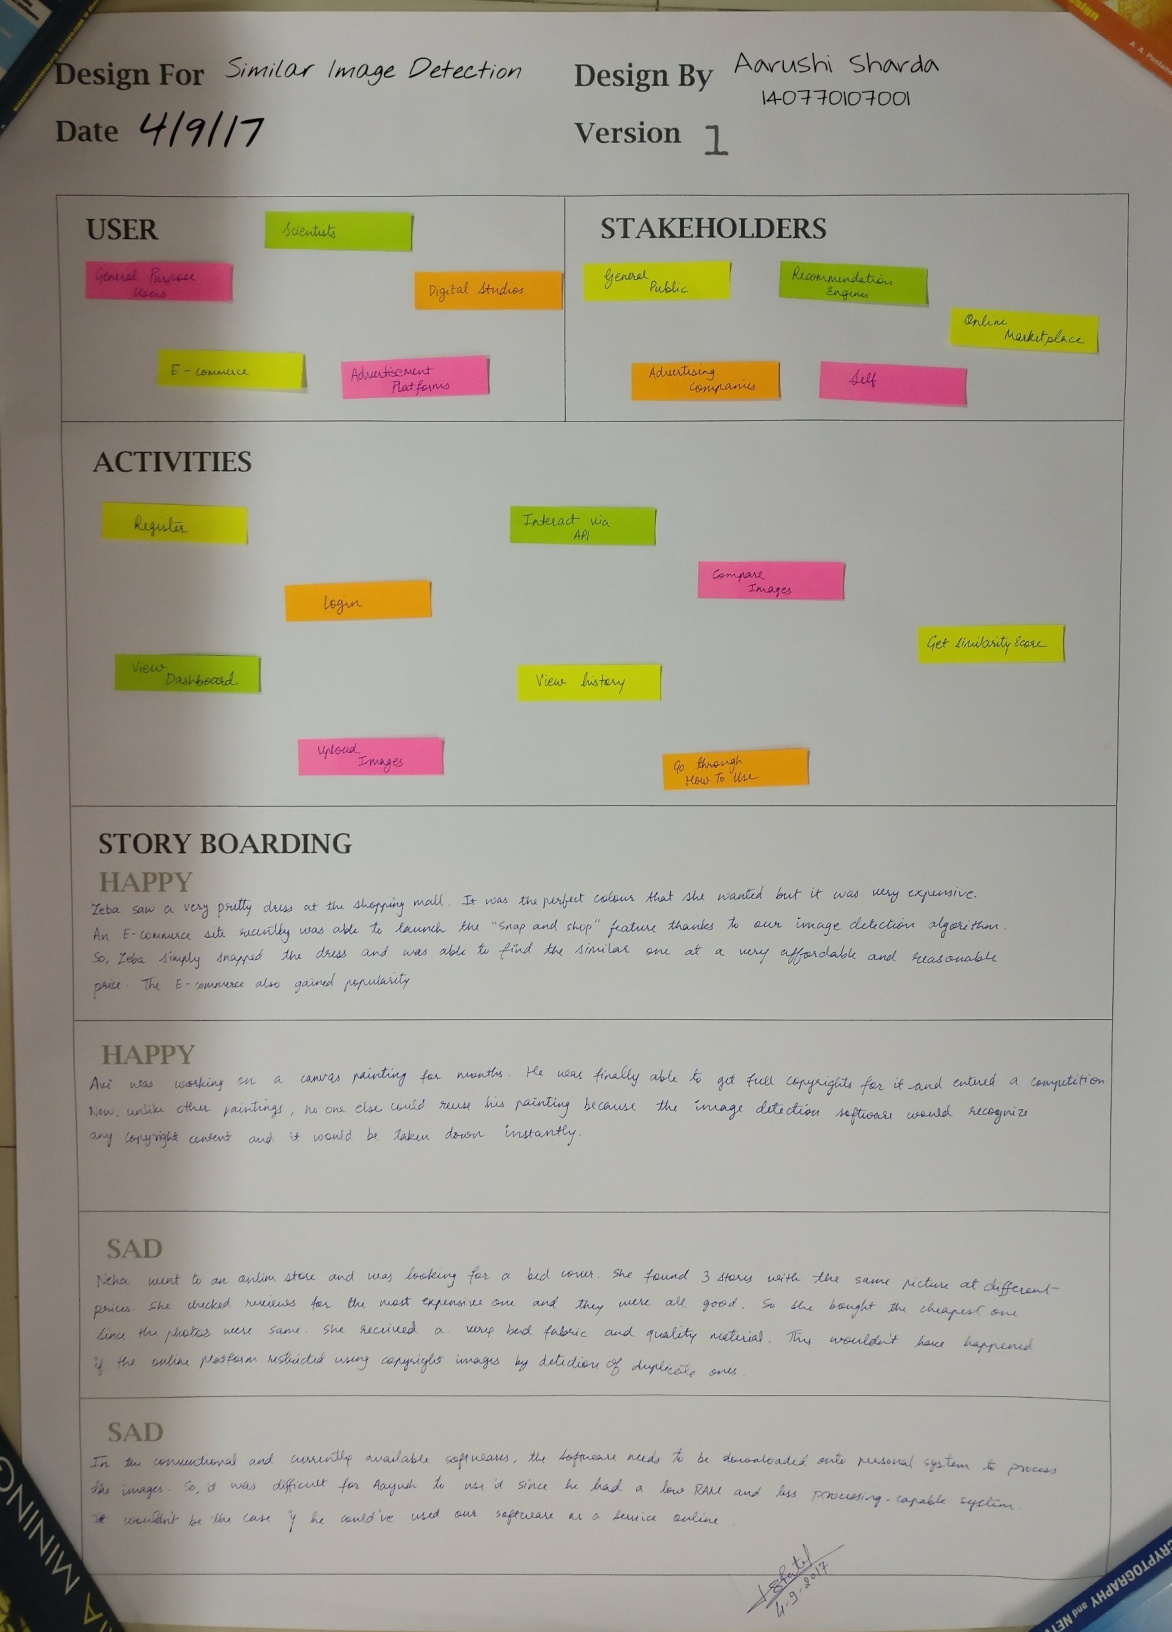 Design For Similar Image Detection
Design By Aarushi Sharda
140770107001
Date 4/9/17
Version 1
USER
Scientists
General Purpose
Users
Digital Studios
E-commerce
Advertisement
Platforms
STAKEHOLDERS
General
Public
Recommendation
Engines
Online
Marketplace
Advertising
Companies
Self
ACTIVITIES
Register
Interact via
API
Compare
Images
Login
Get Similarity Score
View
Dashboard
View history
Upload
Images
Go through
How To Use
STORY BOARDING
HAPPY
Zeba saw a very pretty dress at the shopping mall. It was the perfect colour that she wanted but it was very expensive.
An E-commerce site recently was able to launch the "Snap and shop" feature thanks to our image detection algorithm.
So, Zeba simply snapped the dress and was able to find the similar one at a very affordable and reasonable
price. The E-commerce also gained popularity
HAPPY
Avi was working on a canvas painting for months. He was finally able to get full copyrights for it and entered a competition
Now, unlike other paintings, no one else could reuse his painting because the image detection software would recognize
any copyright content and it would be taken down instantly.
SAD
Neha went to an online store and was looking for a bed cover. She found 3 stores with the same picture at different
prices. She checked reviews for the most expensive one and they were all good. So she bought the cheapest one
since the photos were same. She received a very bad fabric and quality material. This wouldn't have happened
if the online platform restricted using copyright images by detection of duplicate ones.
SAD
In the conventional and currently available softwares, the software needs to be downloaded onto personal system to process
the images. So, it was difficult for Aayush to use it since he had a low RAM and less processing-capable system.
It wouldn't be the case if he could've used our software as a service online.
4-9-2017
A MINING
CRYPTOGRAPHY and NET